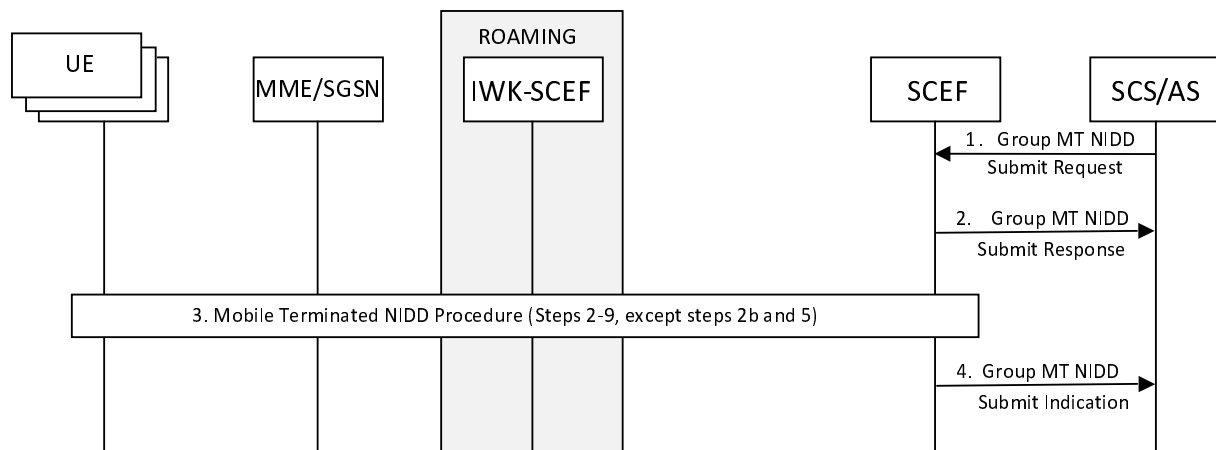 ROAMING
UE
MME/SGSN
IWK-SCEF
SCEF
SCS/AS
1. Group MT NIDD
Submit Request
2. Group MT NIDD
Submit Response
3. Mobile Terminated NIDD Procedure (Steps 2-9, except steps 2b and 5)
4. Group MT NIDD
Submit Indication